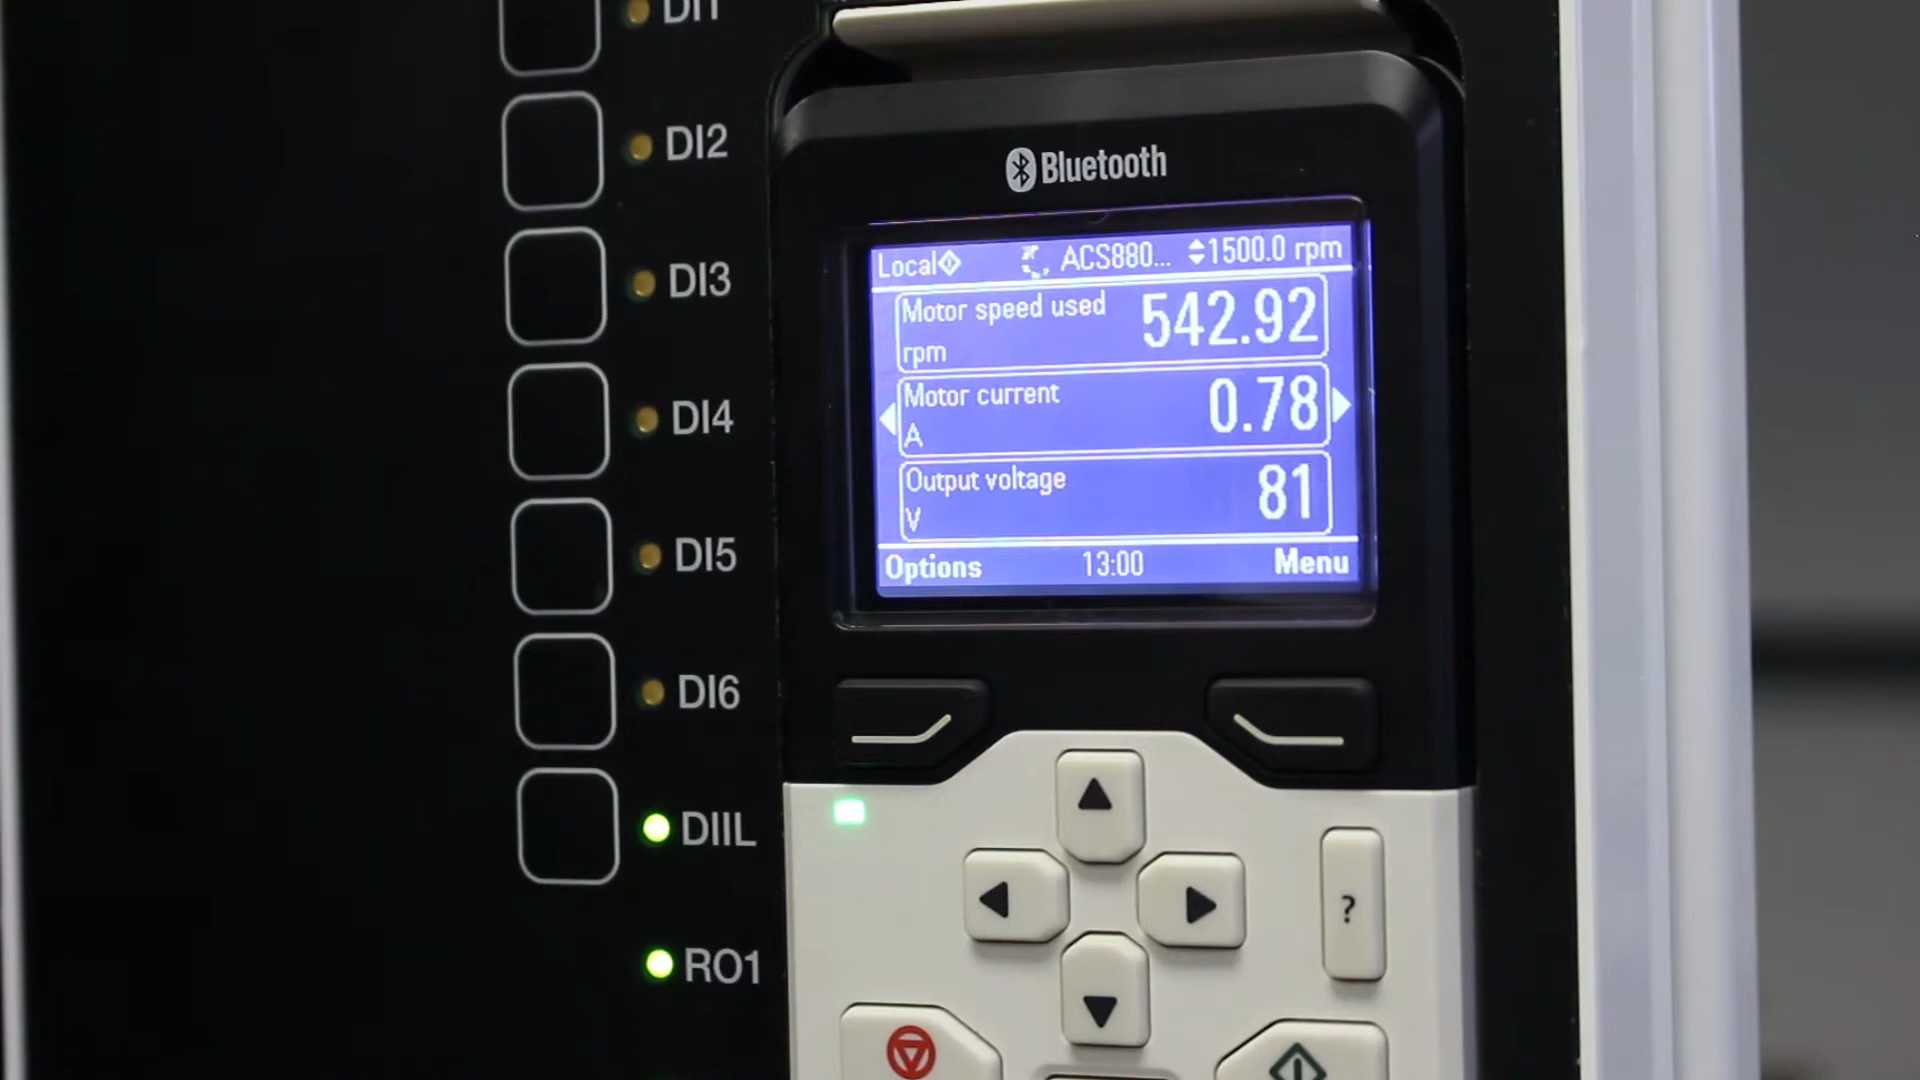 DI1
DI2
DI3
DI4
DI5
DI6
DIIL
RO1
Bluetooth
Local ACS880... 1500.0 rpm
Motor speed used 542.92
rpm
Motor current 0.78
A
Output voltage 81
V
Options 13:00 Menu
?